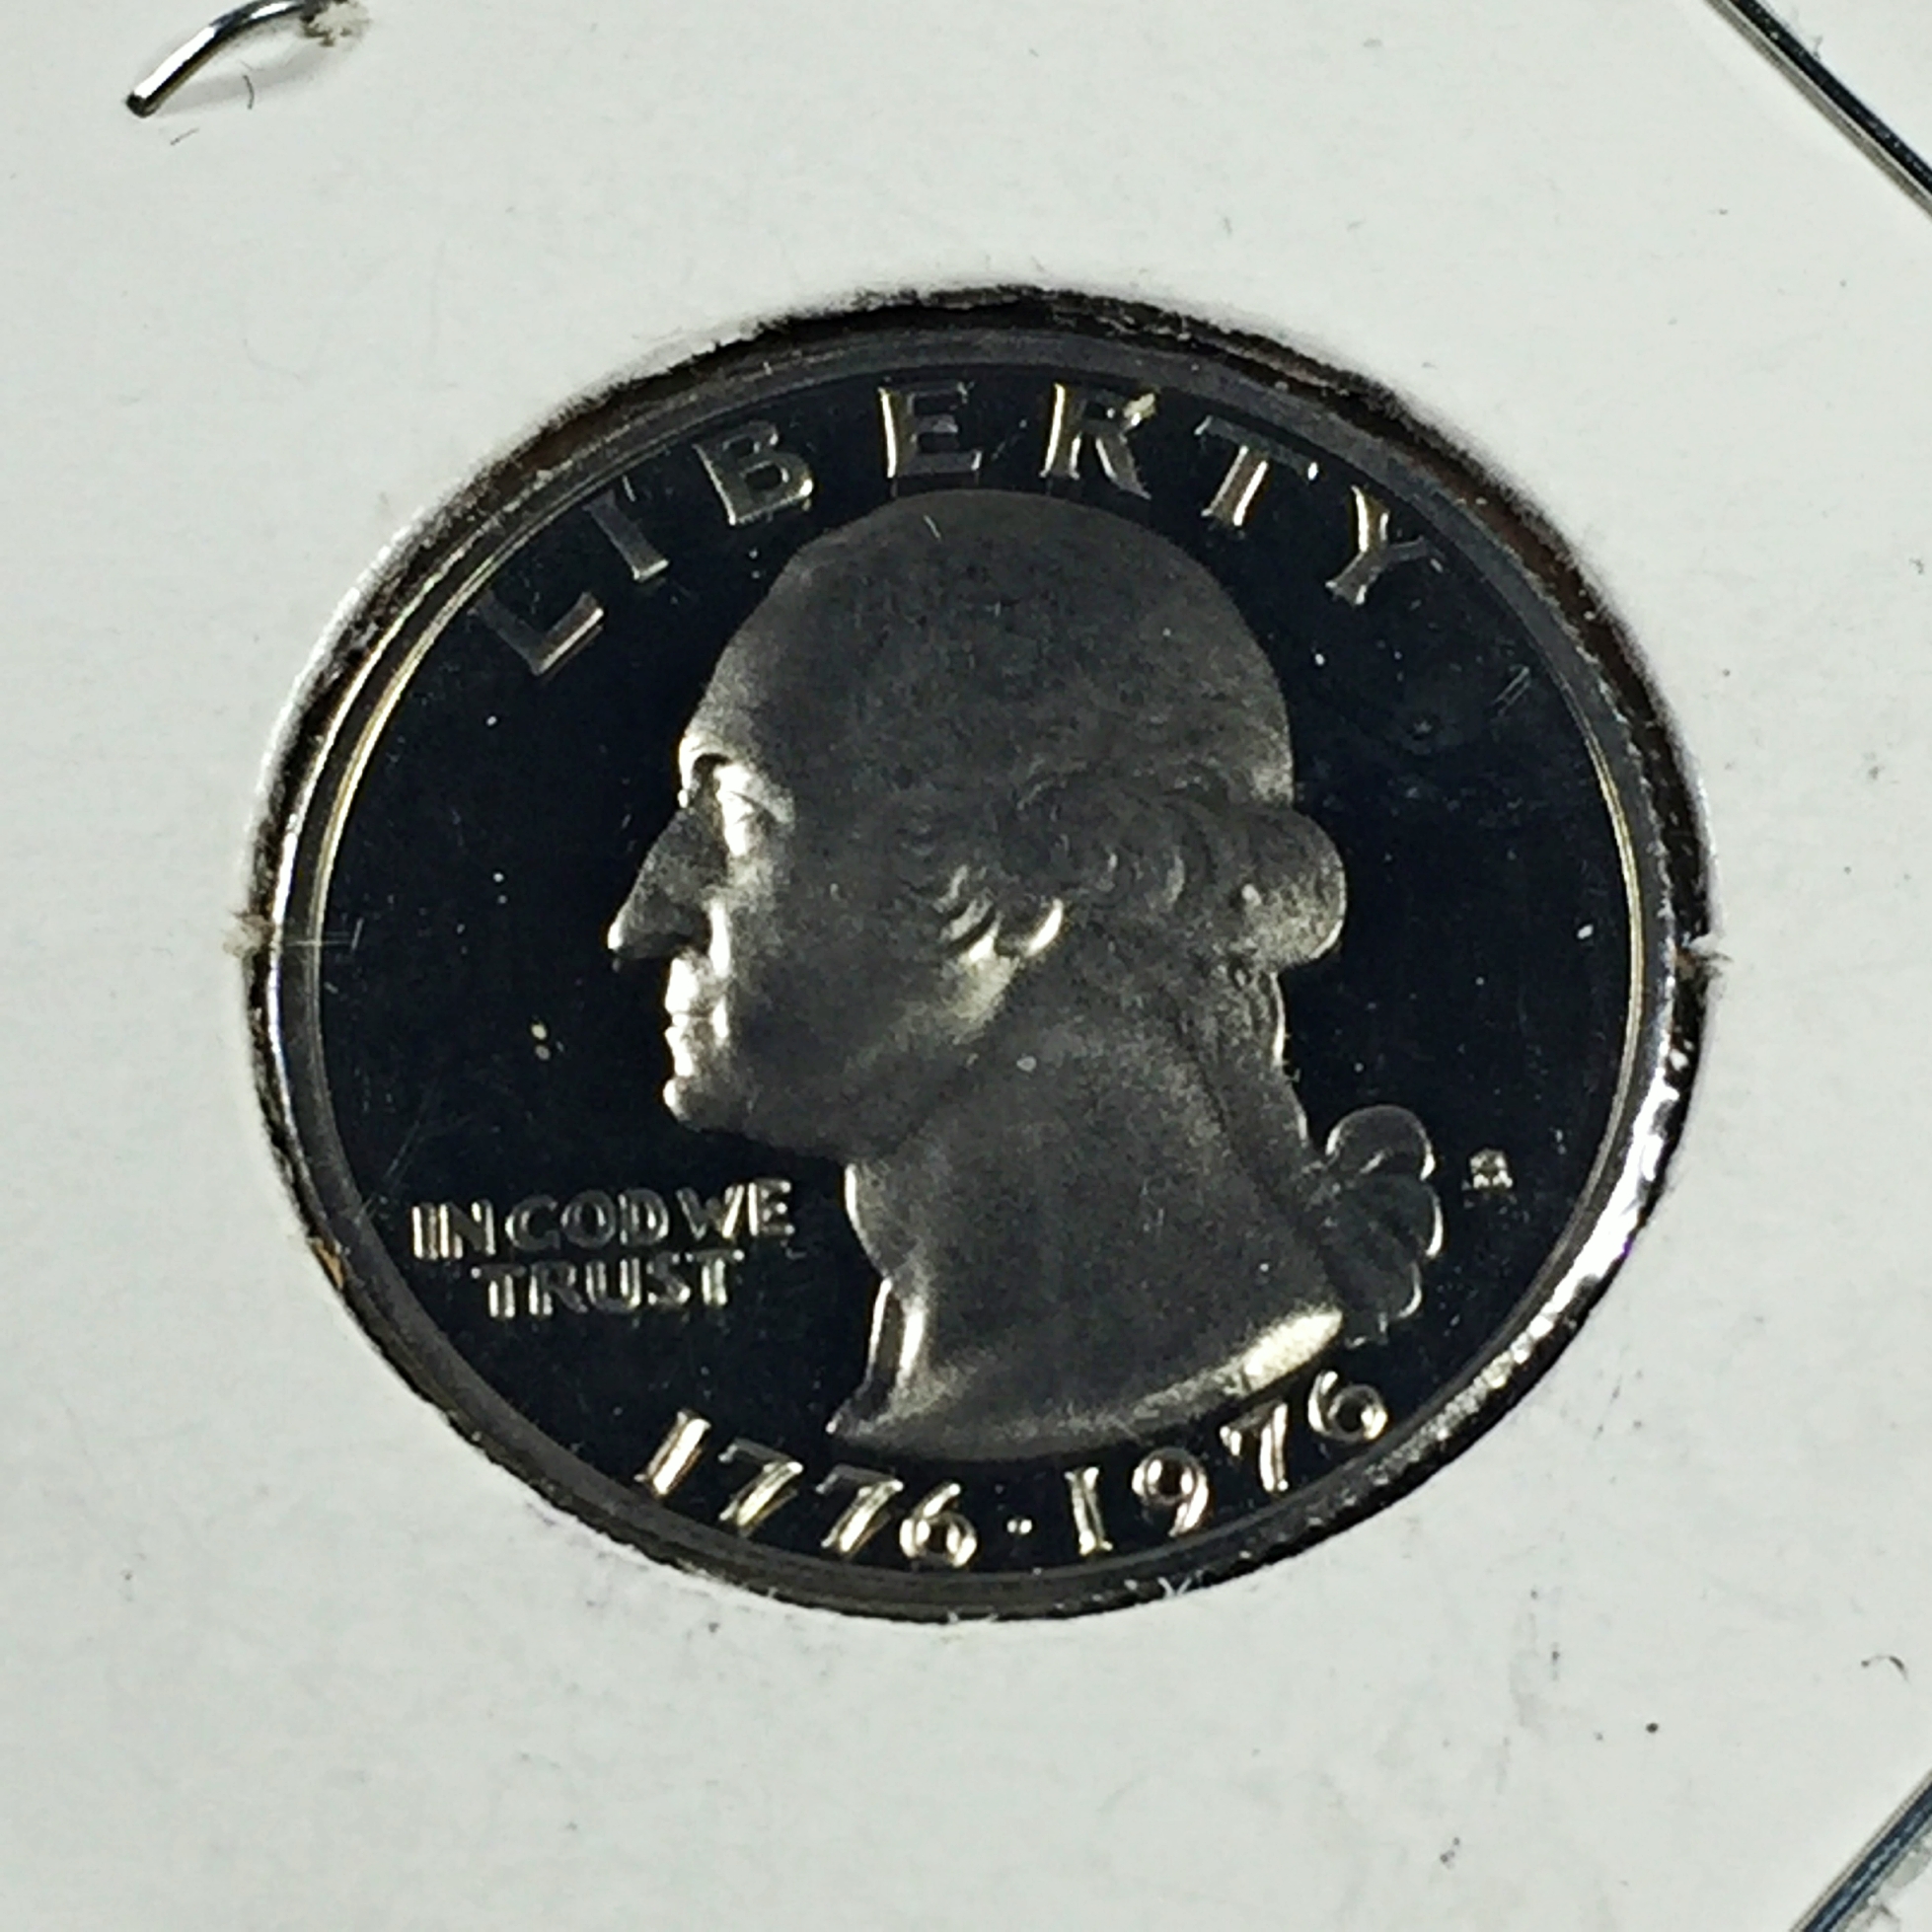 LIBERTY
IN GOD WE
TRUST
1776·1976